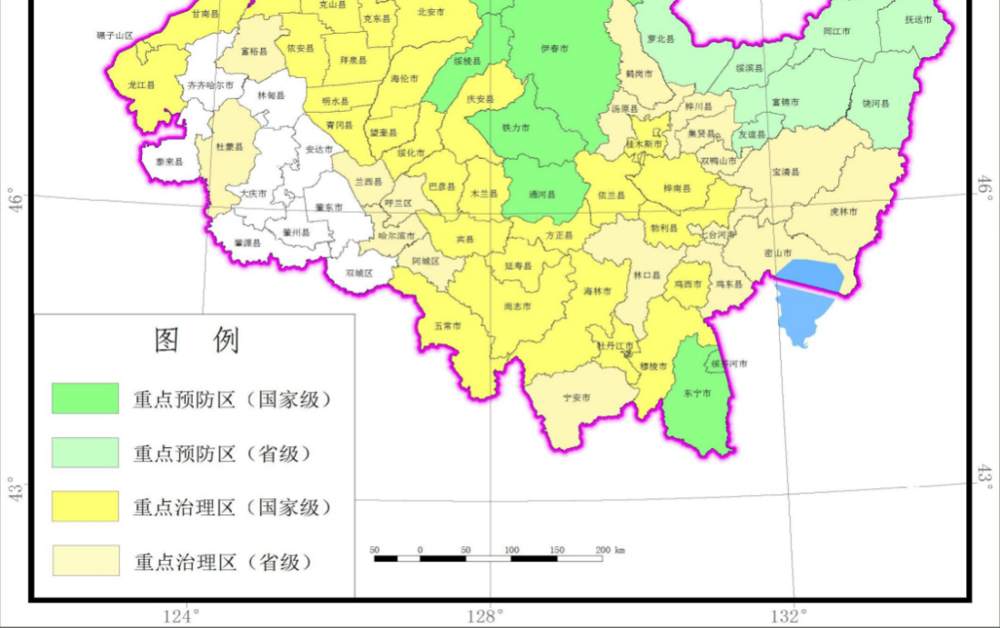 克山县
甘南县
克东县
北安市
抚远市
同江市
碾子山区
富裕县
依安县
拜泉县
绥棱县
伊春市
萝北县
绥滨县
鹤岗市
龙江县
齐齐哈尔市
林甸县
海伦市
明水县
庆安县
汤原县
桦川县
富锦市
饶河县
青冈县
望奎县
铁力市
集贤县
友谊县
佳木斯市
杜蒙县
安达市
绥化市
泰来县
双鸭山市
宝清县
兰西县
巴彦县
木兰县
通河县
依兰县
桦南县
大庆市
呼兰区
肇东市
虎林市
肇州县
哈尔滨市
宾县
方正县
勃利县
七台河市
肇源县
密山市
双城区
阿城区
延寿县
林口县
鸡西市
鸡东县
尚志市
海林市
五常市
牡丹江市
穆棱市
绥芬河市
宁安市
东宁市
46°
46°
图 例
重点预防区（国家级）
重点预防区（省级）
重点治理区（国家级）
重点治理区（省级）
43°
43°
50 0 50 100 150 200 km
124° 128° 132°